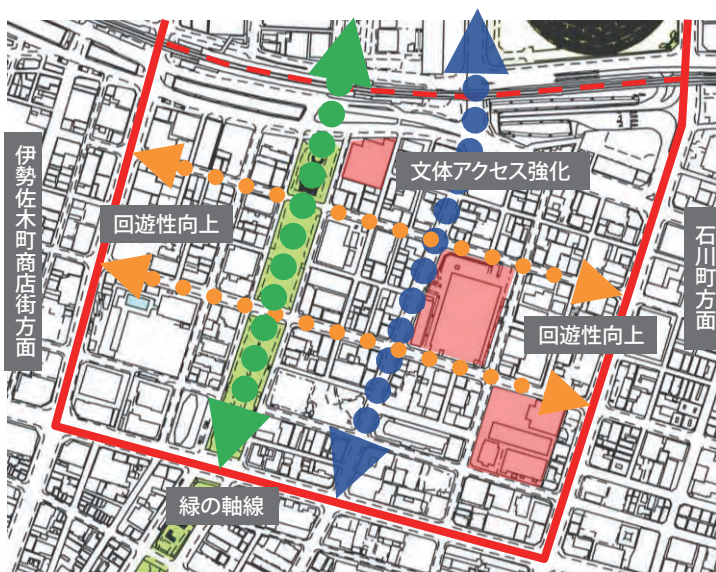 文体アクセス強化
伊勢佐木町商店街方面
回遊性向上
石川町方面
回遊性向上
緑の軸線